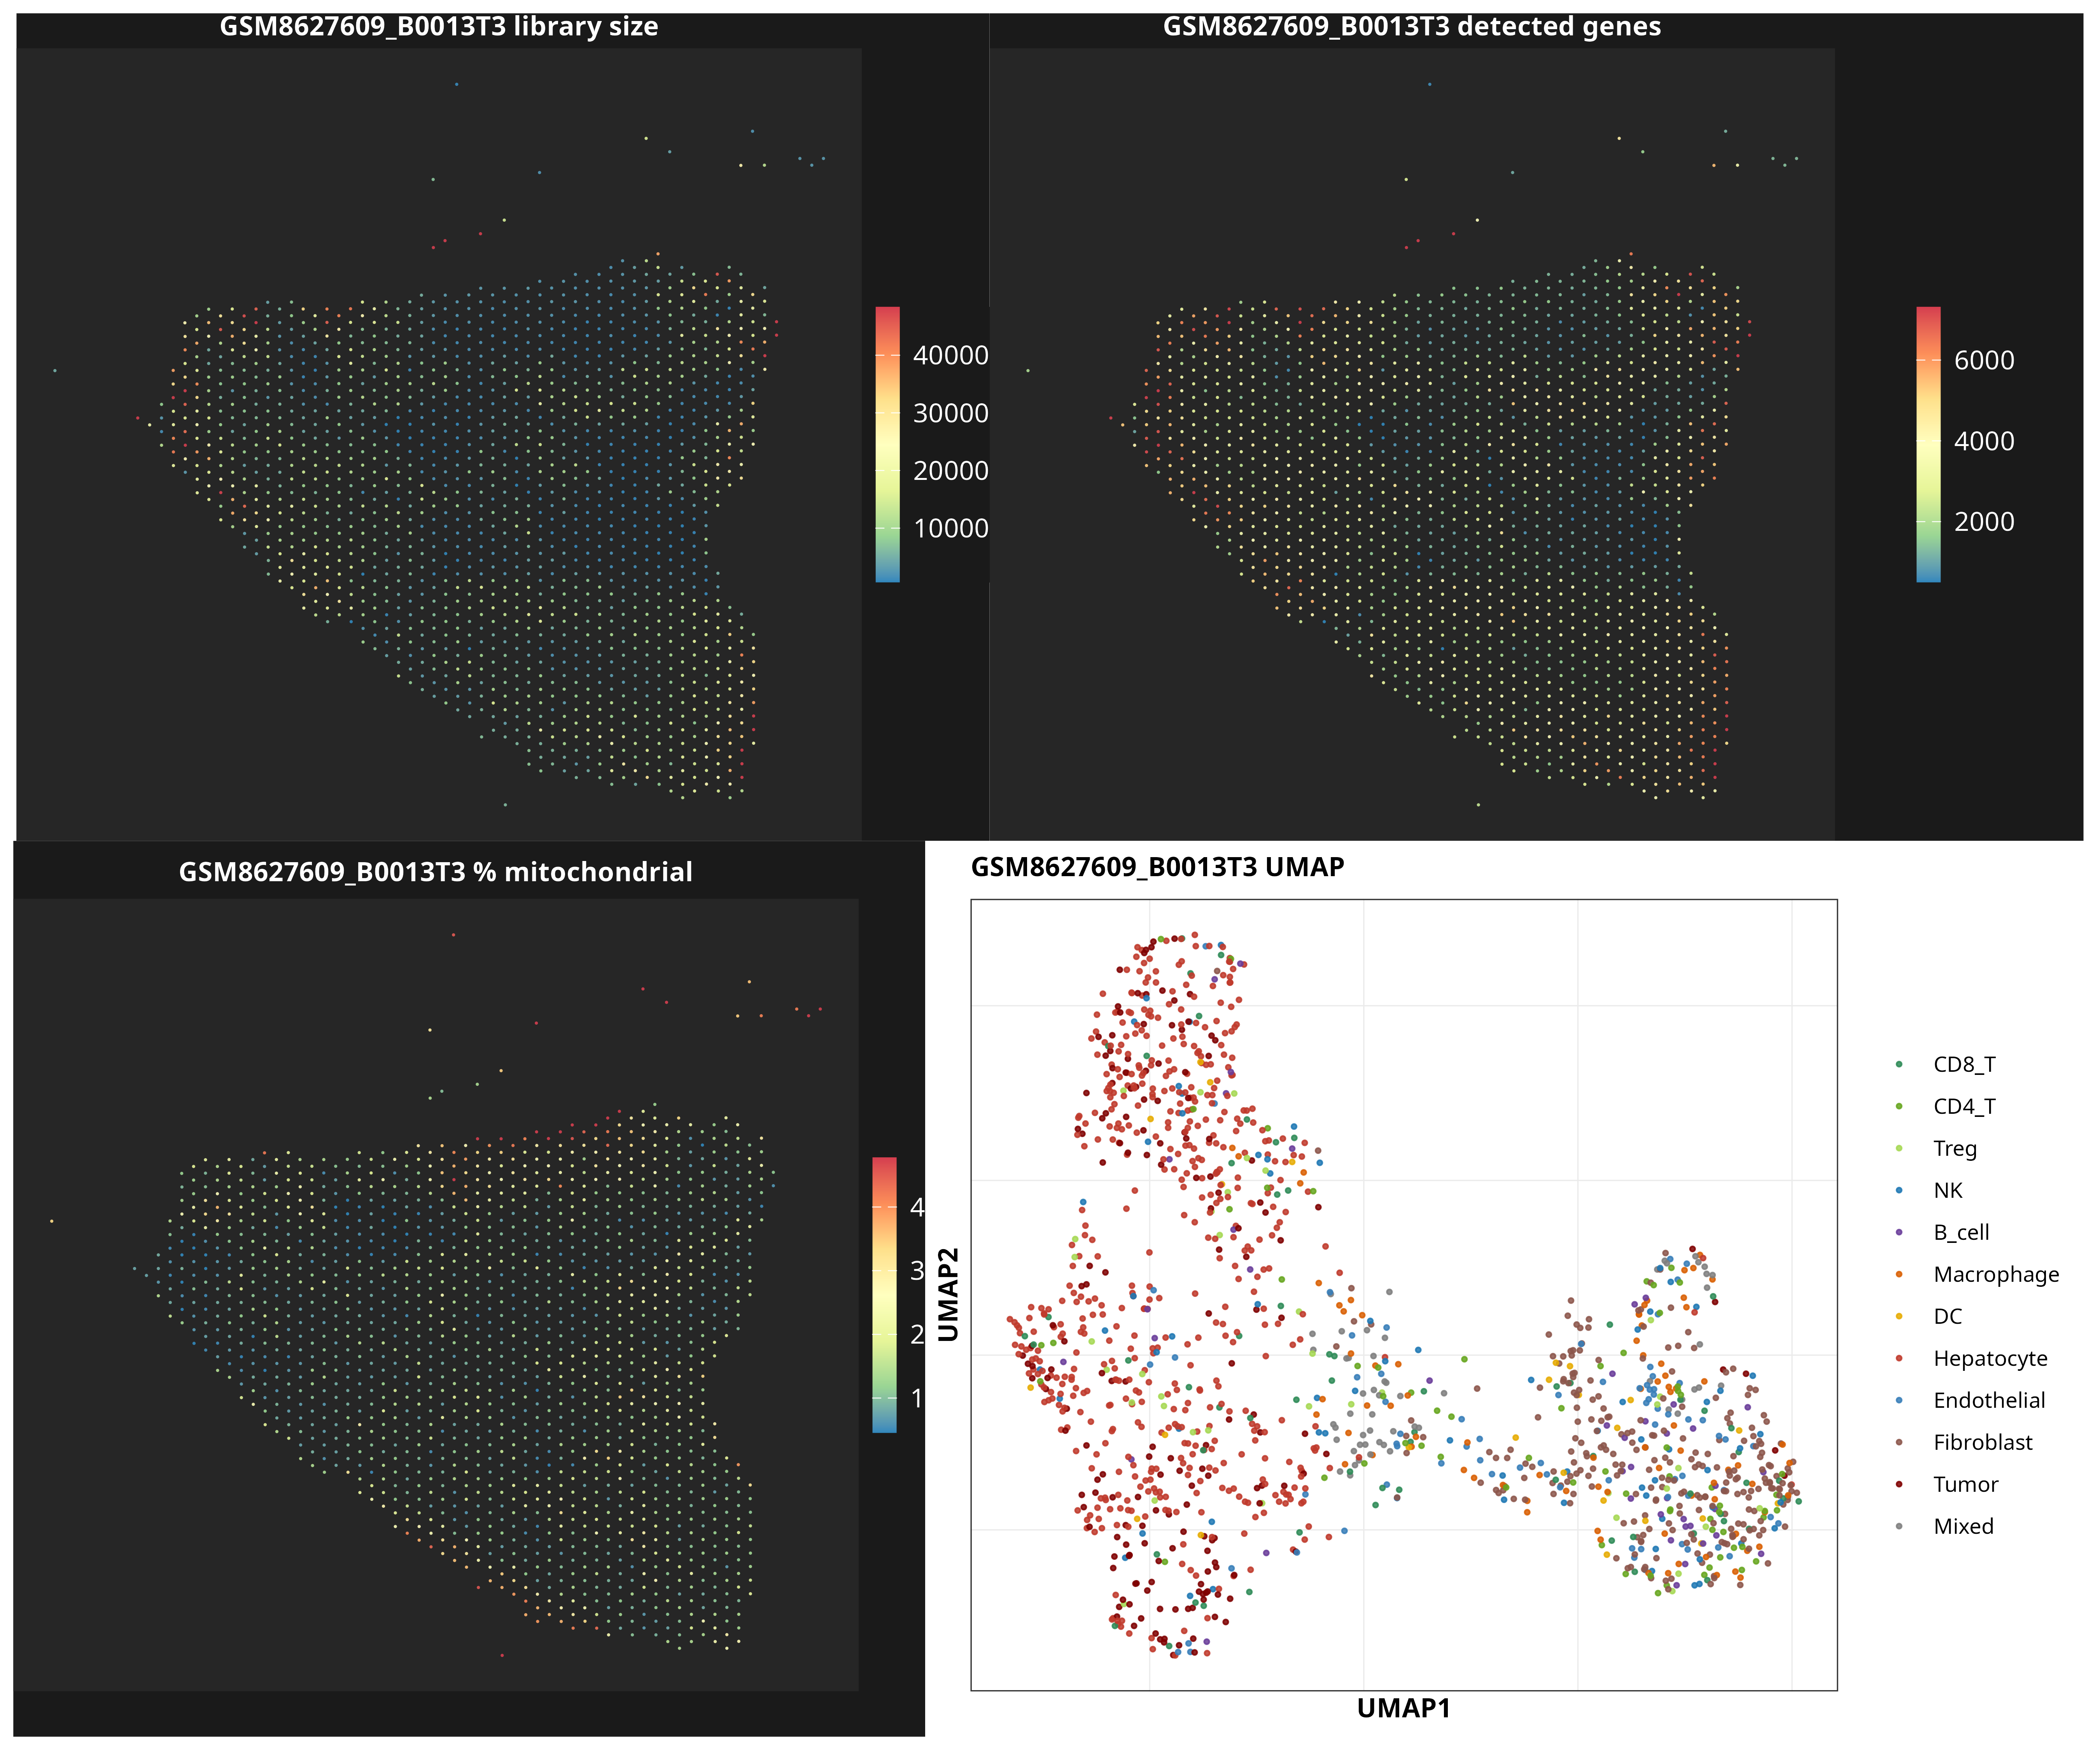 GSM8627609_B0013T3 library size
40000
30000
20000
10000
GSM8627609_B0013T3 detected genes
6000
4000
2000
GSM8627609_B0013T3 % mitochondrial
4
3
2
1
GSM8627609_B0013T3 UMAP
UMAP2
UMAP1
CD8_T
CD4_T
Treg
NK
B_cell
Macrophage
DC
Hepatocyte
Endothelial
Fibroblast
Tumor
Mixed